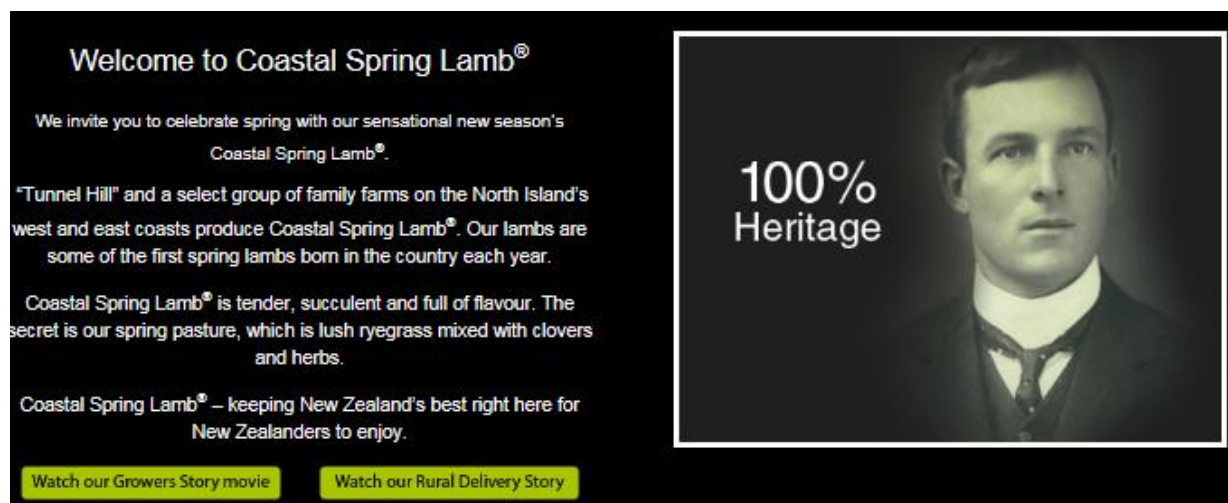 Welcome to Coastal Spring Lamb®
We invite you to celebrate spring with our sensational new season's
Coastal Spring Lamb®.
"Tunnel Hill" and a select group of family farms on the North Island's
west and east coasts produce Coastal Spring Lamb®. Our lambs are
some of the first spring lambs born in the country each year.
Coastal Spring Lamb® is tender, succulent and full of flavour. The
secret is our spring pasture, which is lush ryegrass mixed with clovers
and herbs.
Coastal Spring Lamb® – keeping New Zealand's best right here for
New Zealanders to enjoy.
Watch our Growers Story movie
Watch our Rural Delivery Story
100%
Heritage